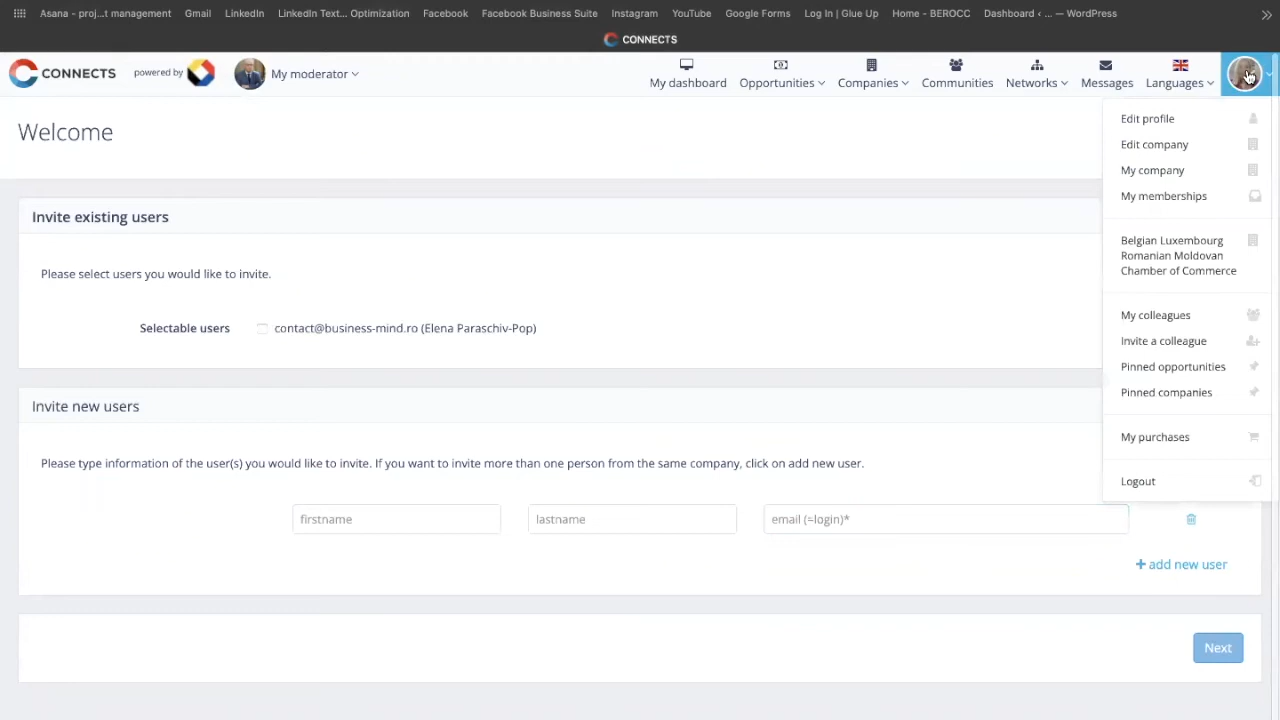 Asana - proj...t management Gmail LinkedIn LinkedIn Text... Optimization Facebook Facebook Business Suite Instagram YouTube Google Forms Log In | Glue Up Home - BEROCC Dashboard ‹ ... — WordPress
CONNECTS
CONNECTS powered by My moderator
My dashboard Opportunities Companies Communities Networks Messages Languages
Welcome
Edit profile
Edit company
My company
My memberships
Belgian Luxembourg
Romanian Moldovan
Chamber of Commerce
My colleagues
Invite a colleague
Pinned opportunities
Pinned companies
My purchases
Logout
Invite existing users
Please select users you would like to invite.
Selectable users contact@business-mind.ro (Elena Paraschiv-Pop)
Invite new users
Please type information of the user(s) you would like to invite. If you want to invite more than one person from the same company, click on add new user.
firstname lastname email (=login)*
+ add new user
Next